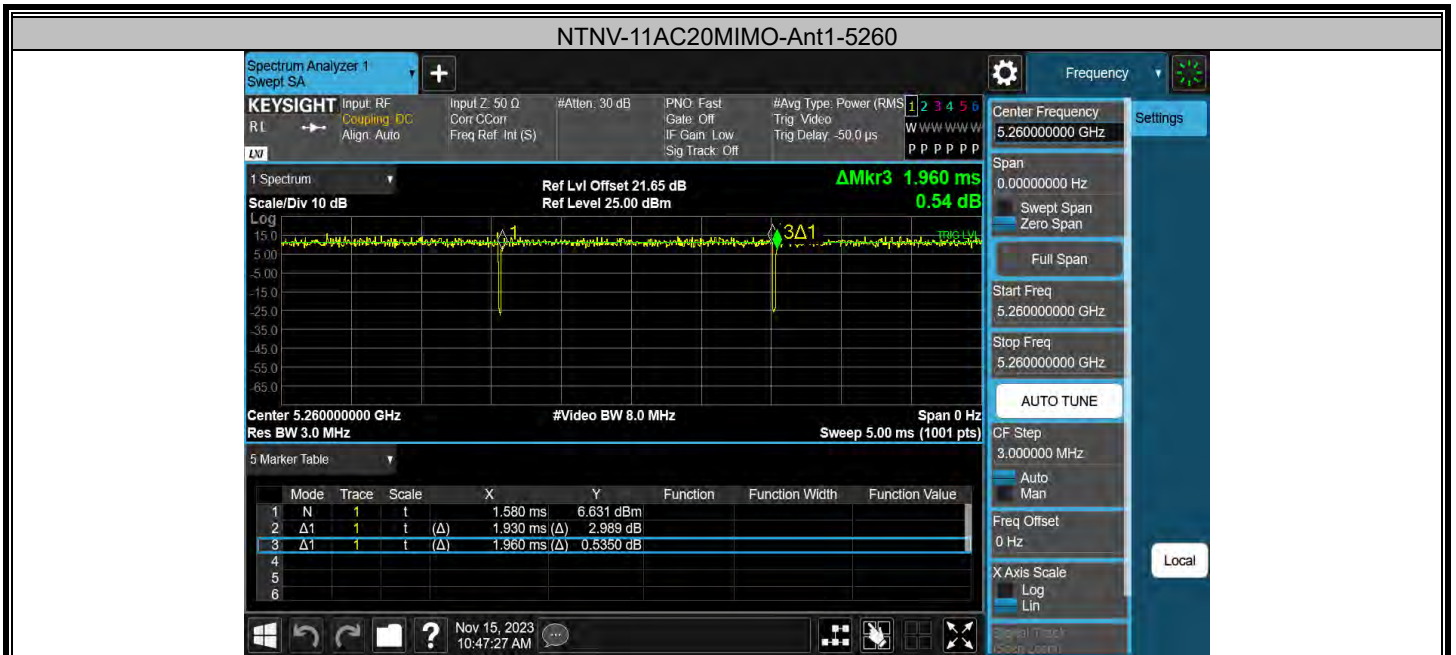 NTNV-11AC20MIMO-Ant1-5260
Spectrum Analyzer 1
Swept SA
+
Frequency
KEYSIGHT
RL
LXI
Input: RF
Coupling: DC
Align: Auto
Input Z: 50 Ω
Corr CCorr
Freq Ref: Int (S)
#Atten: 30 dB
PNO: Fast
Gate: Off
IF Gain: Low
Sig Track: Off
#Avg Type: Power (RMS
Trig: Video
Trig Delay: -50.0 µs
1 2 3 4 5 6
W W W W W W
P P P P P P
Center Frequency
5.260000000 GHz
Settings
Span
0.00000000 Hz
Swept Span
Zero Span
Full Span
Start Freq
5.260000000 GHz
Stop Freq
5.260000000 GHz
AUTO TUNE
CF Step
3.000000 MHz
Auto
Man
Freq Offset
0 Hz
X Axis Scale
Log
Lin
Signal Track
(Span Zoom)
Local
1 Spectrum
Scale/Div 10 dB
Ref Lvl Offset 21.65 dB
Ref Level 25.00 dBm
ΔMkr3 1.960 ms
0.54 dB
Log
15.0
5.00
-5.00
-15.0
-25.0
-35.0
-45.0
-55.0
-65.0
1
3Δ1
TRIG LVL
Center 5.260000000 GHz
Res BW 3.0 MHz
#Video BW 8.0 MHz
Span 0 Hz
Sweep 5.00 ms (1001 pts)
5 Marker Table
Mode Trace Scale X Y Function Function Width Function Value
1 N 1 t 1.580 ms 6.631 dBm
2 Δ1 1 t (Δ) 1.930 ms (Δ) 2.989 dB
3 Δ1 1 t (Δ) 1.960 ms (Δ) 0.5350 dB
4
5
6
?
Nov 15, 2023
10:47:27 AM